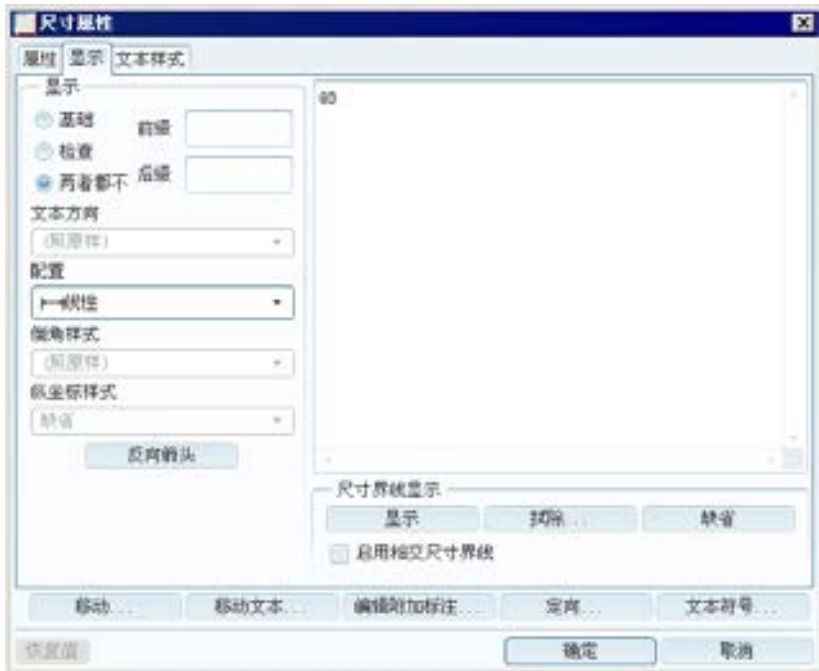 尺寸属性
属性 显示 文本样式
显示
基础
前缀
检查
两者都不
后缀
文本方向
(照原样)
配置
线性
倒角样式
(照原样)
纵坐标样式
缺省
反向箭头
@D
尺寸界线显示
显示 拭除... 缺省
启用相交尺寸界线
移动... 移动文本... 编辑附加标注... 定向... 文本符号...
恢复值 确定 取消